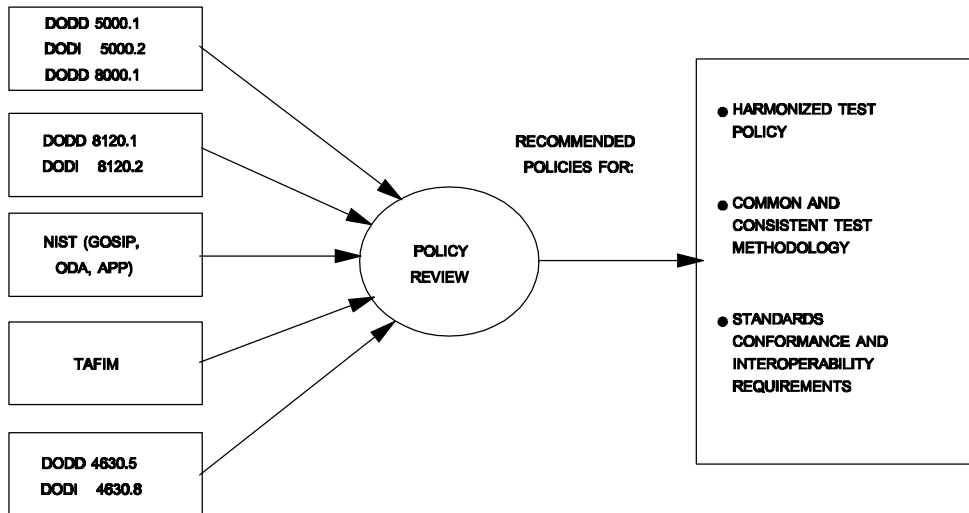 DODD 5000.1
DODI 5000.2
DODD 8000.1
DODD 8120.1
DODI 8120.2
NIST (GOSIP,
ODA, APP)
TAFIM
DODD 4630.5
DODI 4630.8
POLICY
REVIEW
RECOMMENDED
POLICIES FOR:
● HARMONIZED TEST
POLICY
● COMMON AND
CONSISTENT TEST
METHODOLOGY
● STANDARDS
CONFORMANCE AND
INTEROPERABILITY
REQUIREMENTS